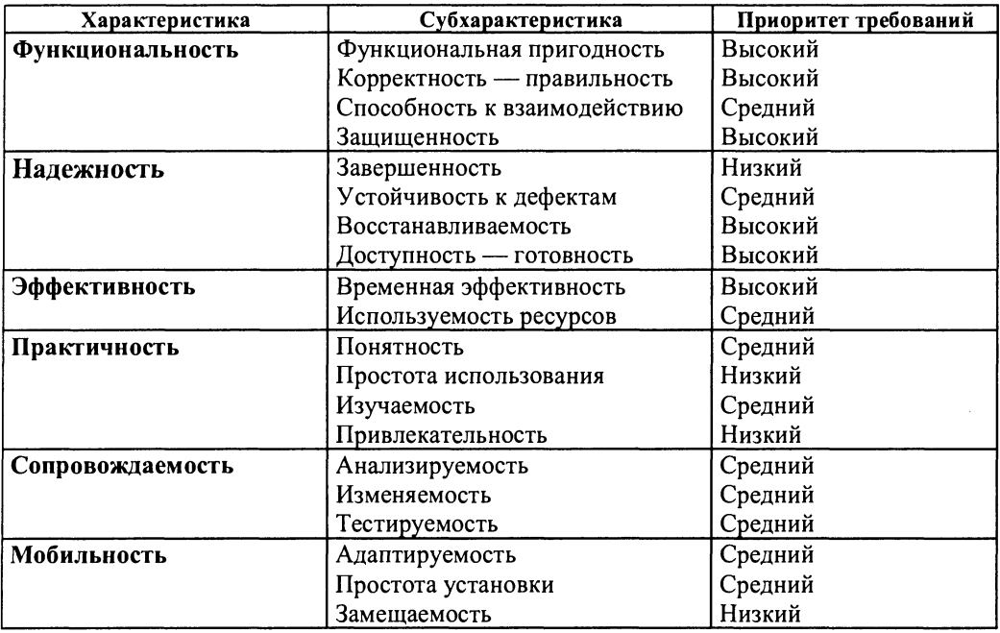 Характеристика Субхарактеристика Приоритет требований
Функциональность Функциональная пригодность Высокий
Корректность — правильность Высокий
Способность к взаимодействию Средний
Защищенность Высокий
Надежность Завершенность Низкий
Устойчивость к дефектам Средний
Восстанавливаемость Высокий
Доступность — готовность Высокий
Эффективность Временная эффективность Высокий
Используемость ресурсов Средний
Практичность Понятность Средний
Простота использования Низкий
Изучаемость Средний
Привлекательность Низкий
Сопровождаемость Анализируемость Средний
Изменяемость Средний
Тестируемость Средний
Мобильность Адаптируемость Средний
Простота установки Средний
Замещаемость Низкий